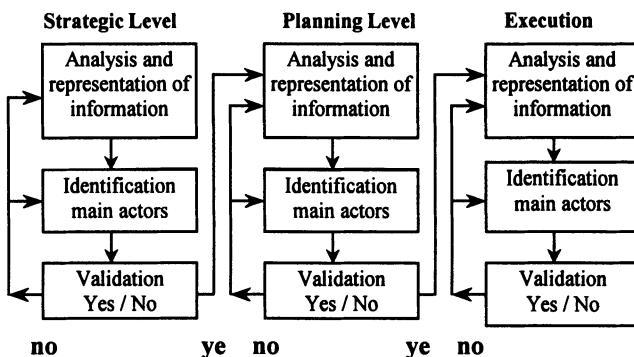 Strategic Level
Analysis and
representation of
information
Identification
main actors
Validation
Yes / No
no
ye
Planning Level
Analysis and
representation of
information
Identification
main actors
Validation
Yes / No
no
ye
Execution
Analysis and
representation of
information
Identification
main actors
Validation
Yes / No
no